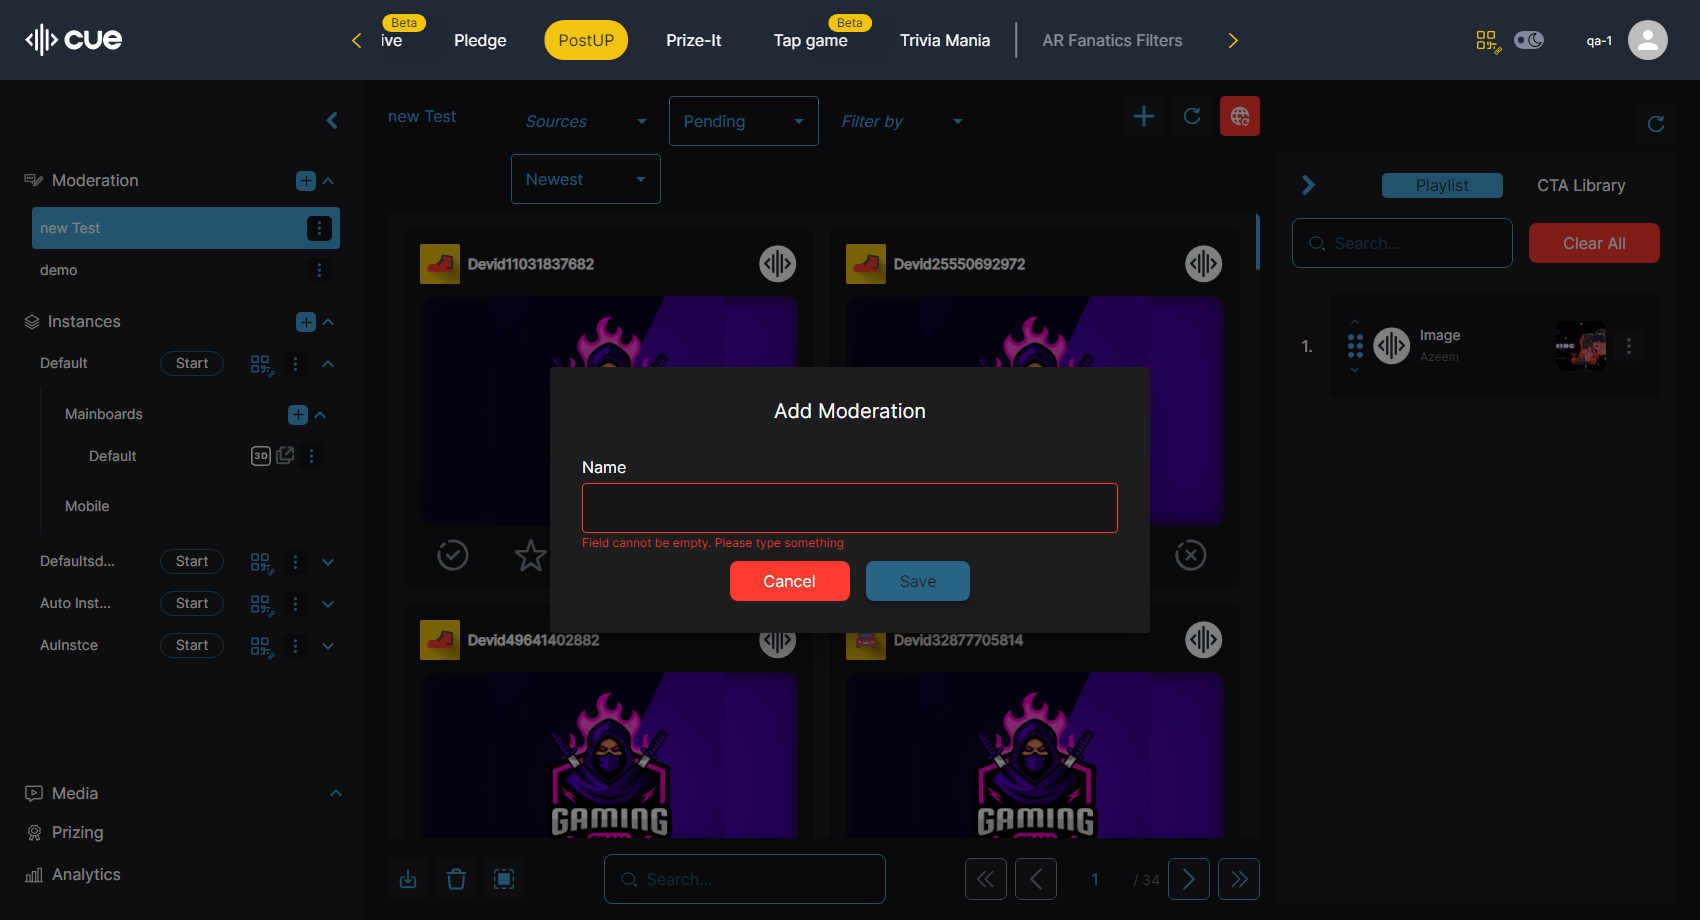 cue
ive
Beta
Pledge
PostUP
Prize-It
Tap game
Beta
Trivia Mania
AR Fanatics Filters
qa-1
new Test
Sources
Pending
Filter by
Newest
Moderation
new Test
demo
Instances
Default
Start
Mainboards
Default
3D
Mobile
Defaultsd...
Start
Auto Inst...
Start
AuInstce
Start
Media
Prizing
Analytics
Devid11031837682
Devid25550692972
Add Moderation
Name
Field cannot be empty. Please type something
Cancel
Save
Devid49641402882
Devid32877705814
GAMING
GAMING
Search...
1
/ 34
Playlist
CTA Library
Search...
Clear All
1.
Image
Azeem